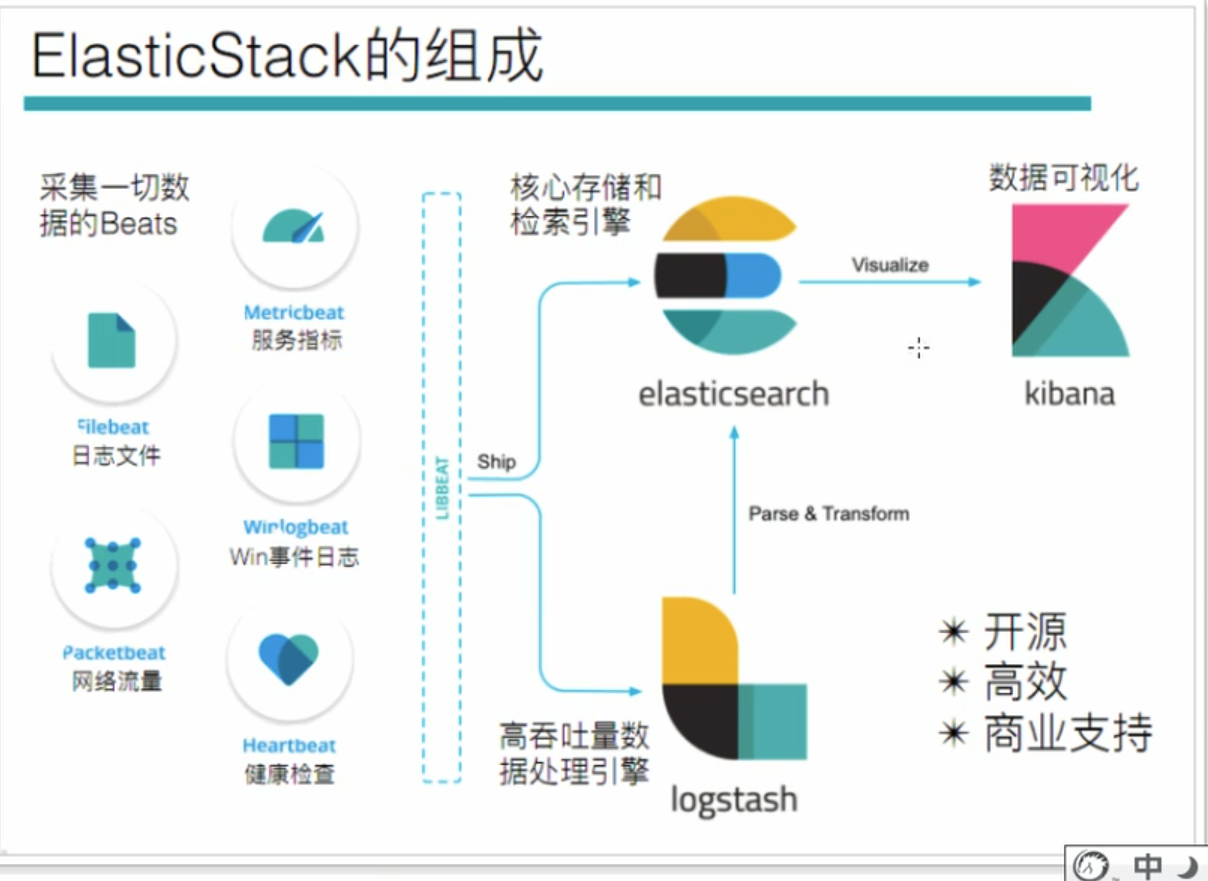 ElasticStack的组成
采集一切数
据的Beats
Metricbeat
服务指标
Filebeat
日志文件
Winlogbeat
Win事件日志
Packetbeat
网络流量
Heartbeat
健康检查
LIBBEAT
Ship
核心存储和
检索引擎
elasticsearch
Visualize
数据可视化
kibana
Parse & Transform
高吞吐量数
据处理引擎
logstash
开源
高效
商业支持
中